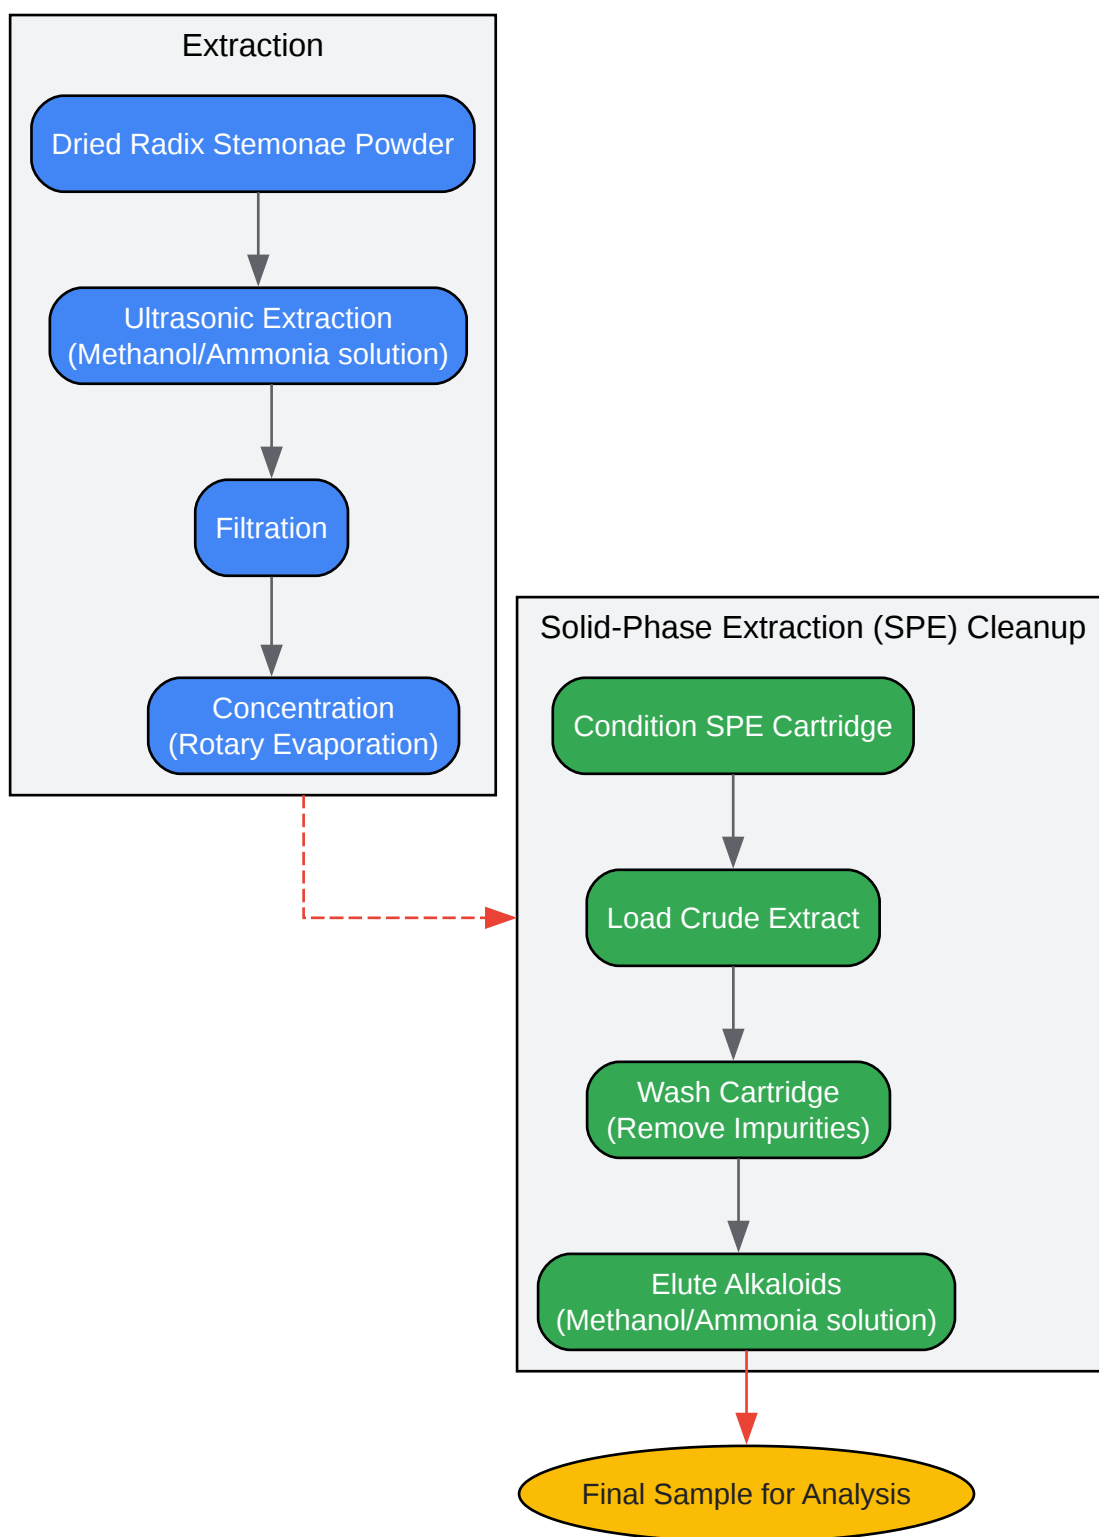 Extraction
Dried Radix Stemonae Powder
Ultrasonic Extraction
(Methanol/Ammonia solution)
Filtration
Concentration
(Rotary Evaporation)
Solid-Phase Extraction (SPE) Cleanup
Condition SPE Cartridge
Load Crude Extract
Wash Cartridge
(Remove Impurities)
Elute Alkaloids
(Methanol/Ammonia solution)
Final Sample for Analysis